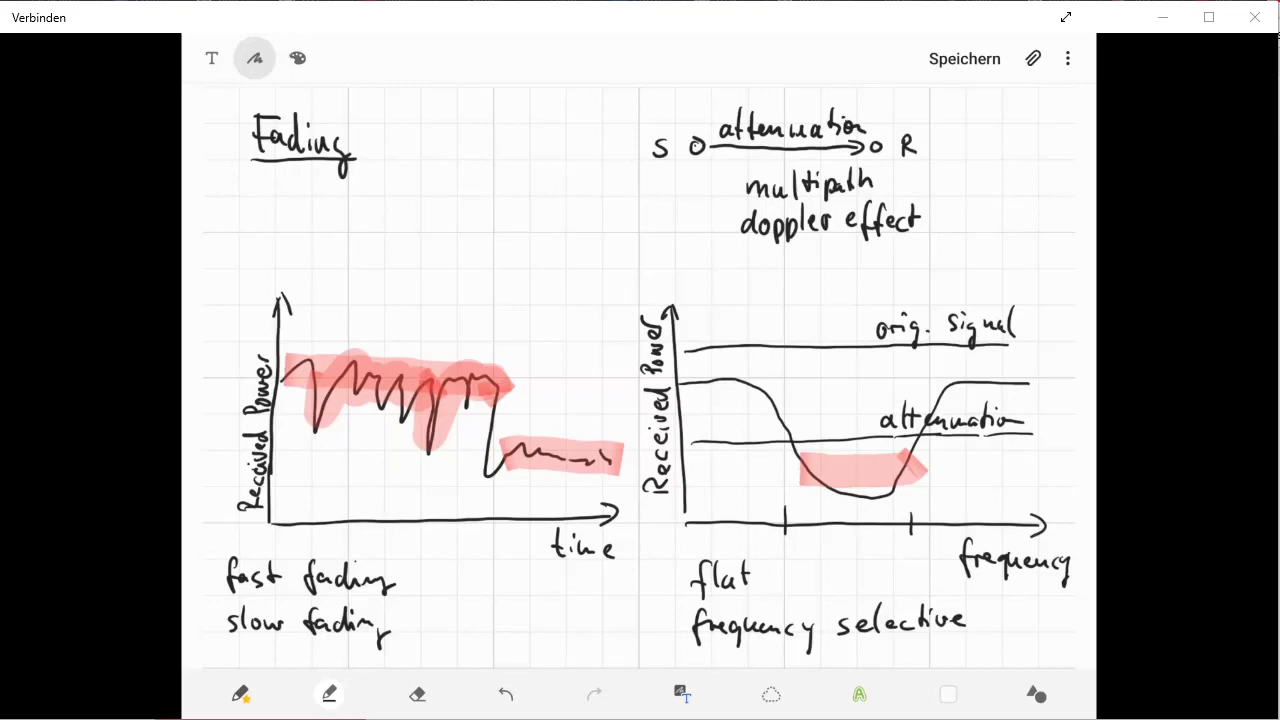 Verbinden
T
Speichern
Fading
attenuation
S
R
multipath
doppler effect
Received Power
time
fast fading
slow fading
Received Power
orig. signal
attenuation
frequency
flat
frequency selective